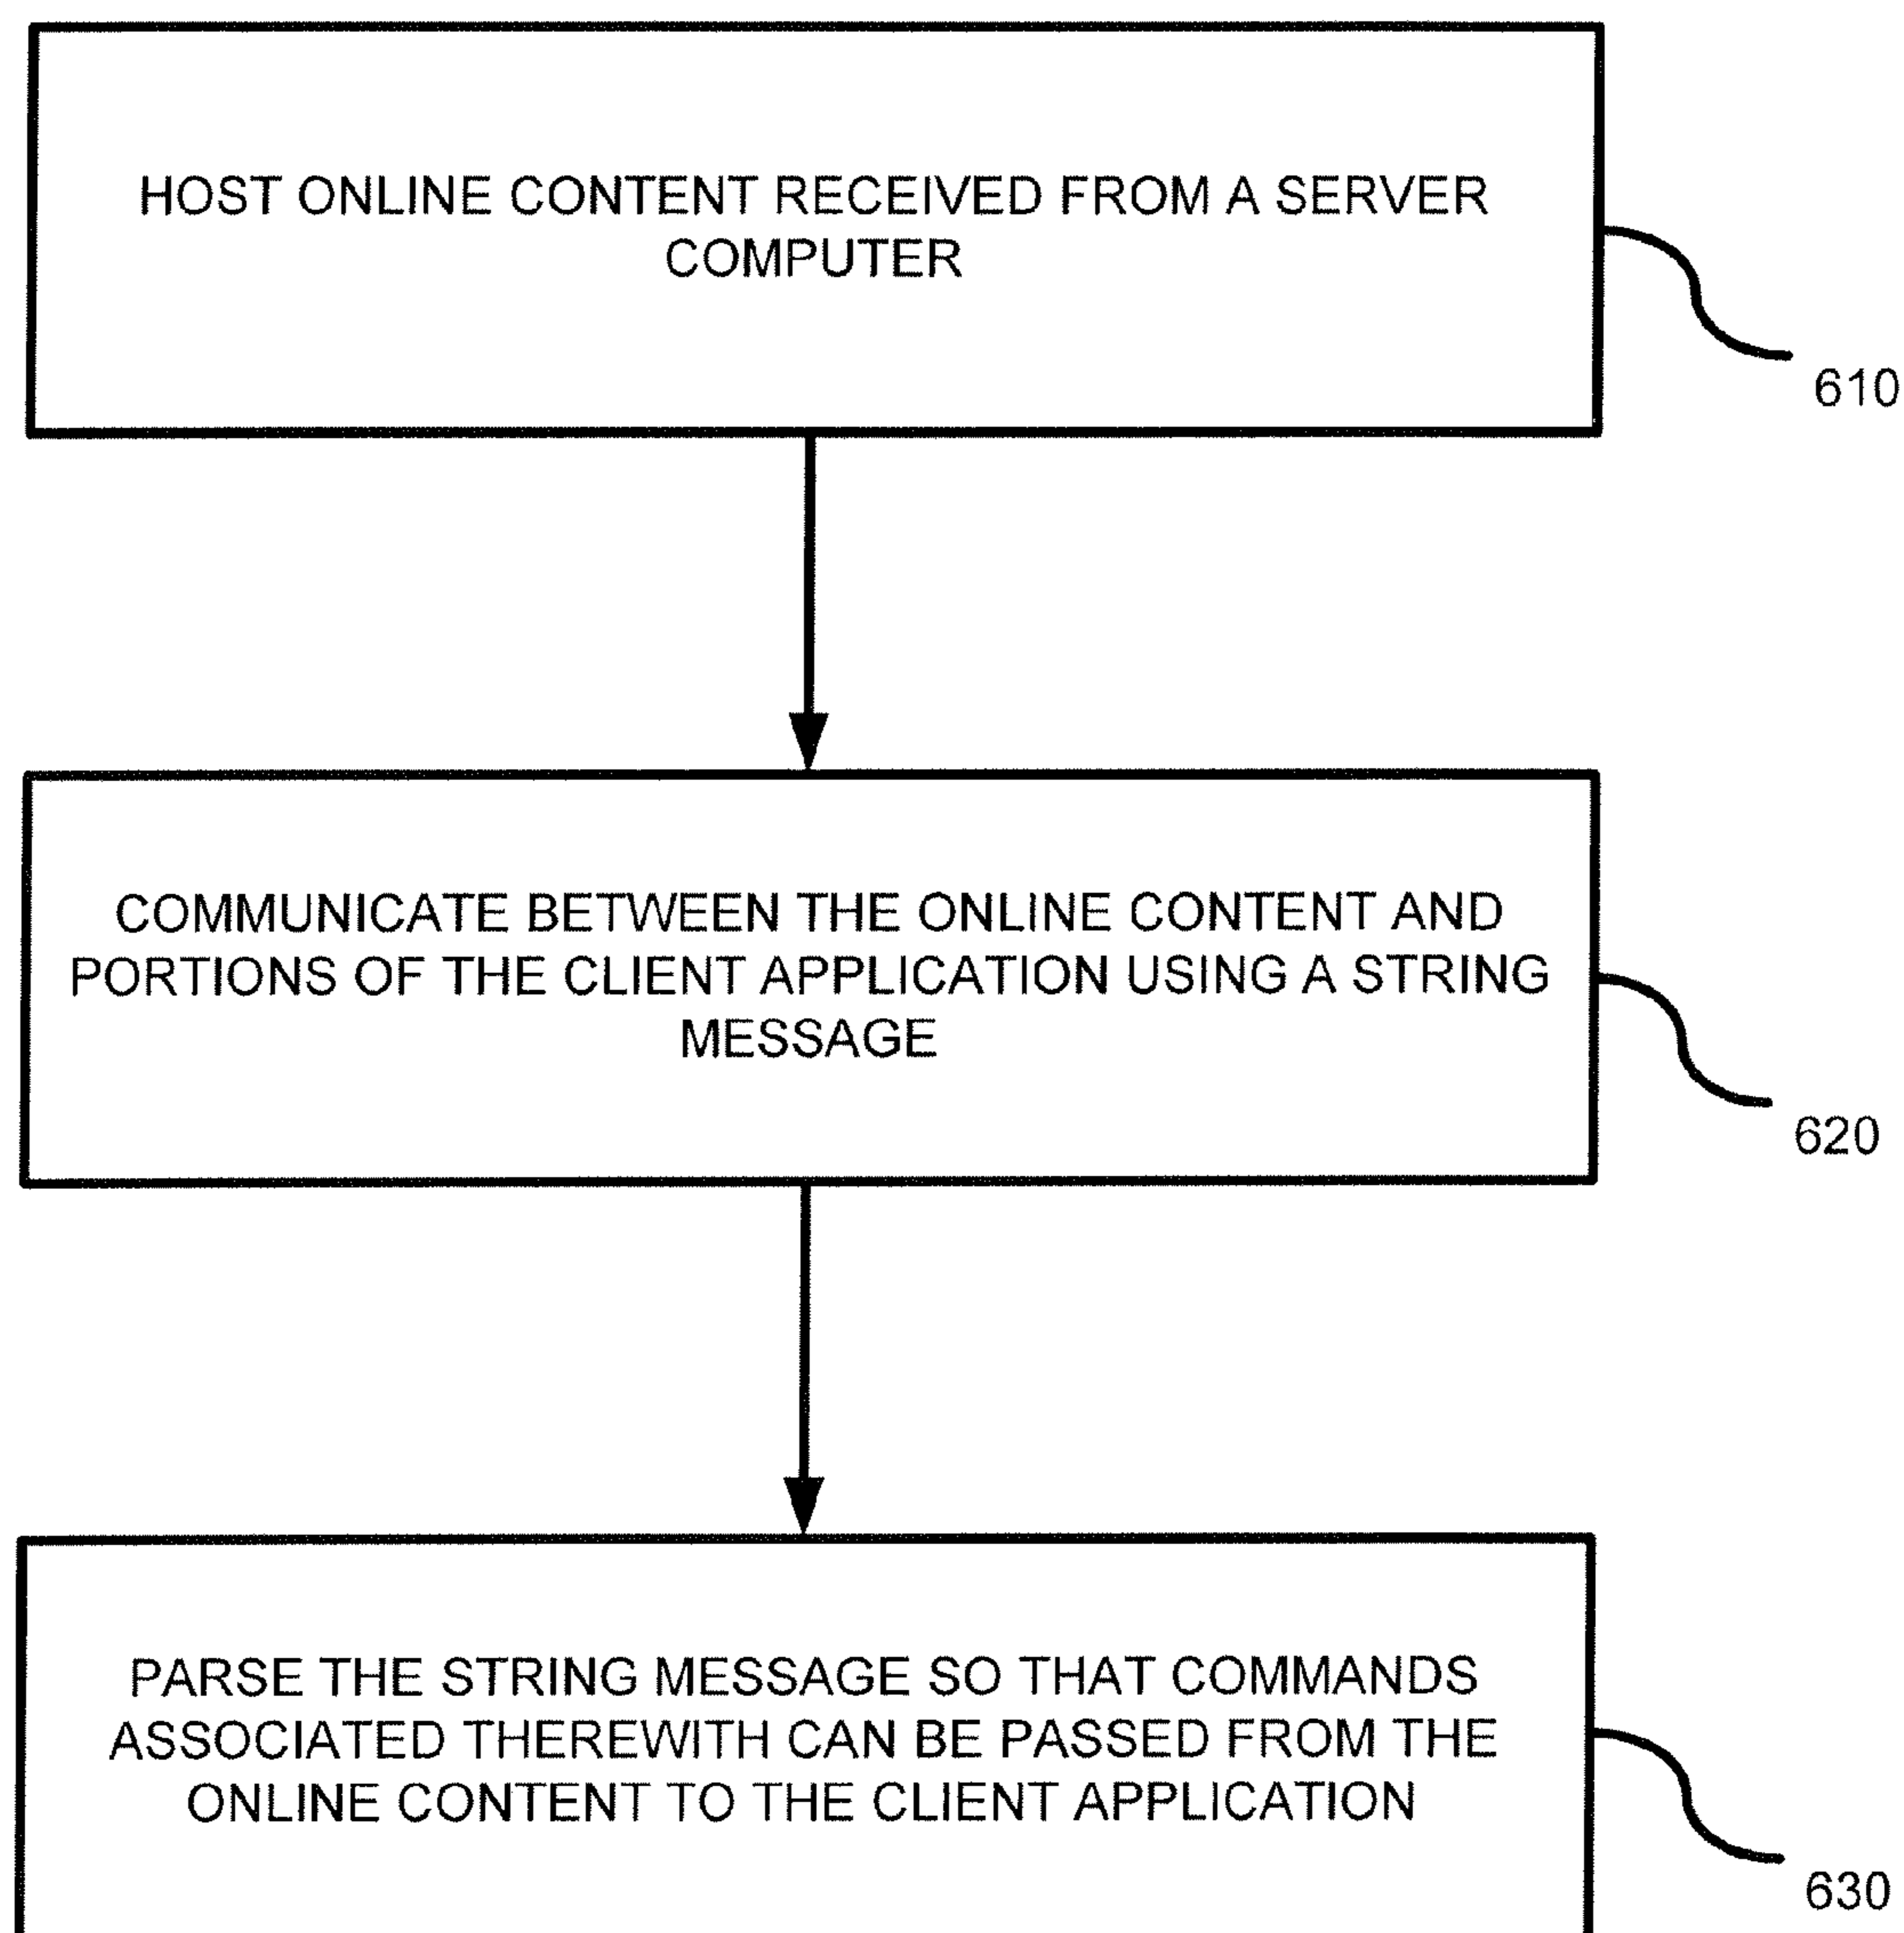 HOST ONLINE CONTENT RECEIVED FROM A SERVER
COMPUTER
610
COMMUNICATE BETWEEN THE ONLINE CONTENT AND
PORTIONS OF THE CLIENT APPLICATION USING A STRING
MESSAGE
620
PARSE THE STRING MESSAGE SO THAT COMMANDS
ASSOCIATED THEREWITH CAN BE PASSED FROM THE
ONLINE CONTENT TO THE CLIENT APPLICATION
630